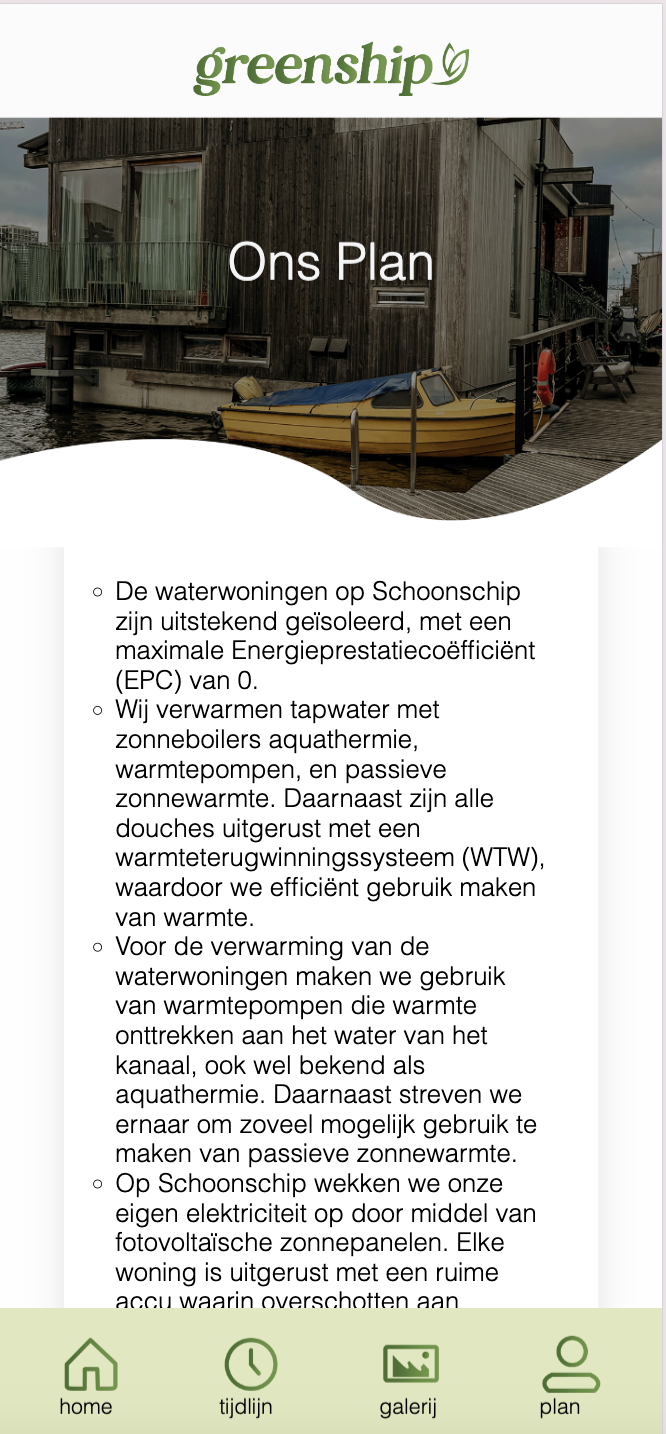 greenship
Ons Plan
De waterwoningen op Schoonschip
zijn uitstekend geïsoleerd, met een
maximale Energieprestatiecoëfficiënt
(EPC) van 0.
Wij verwarmen tapwater met
zonneboilers aquathermie,
warmtepompen, en passieve
zonnewarmte. Daarnaast zijn alle
douches uitgerust met een
warmteterugwinningssysteem (WTW),
waardoor we efficiënt gebruik maken
van warmte.
Voor de verwarming van de
waterwoningen maken we gebruik
van warmtepompen die warmte
onttrekken aan het water van het
kanaal, ook wel bekend als
aquathermie. Daarnaast streven we
ernaar om zoveel mogelijk gebruik te
maken van passieve zonnewarmte.
Op Schoonschip wekken we onze
eigen elektriciteit op door middel van
fotovoltaïsche zonnepanelen. Elke
woning is uitgerust met een ruime
accu waarin overschotten aan
home
tijdlijn
galerij
plan